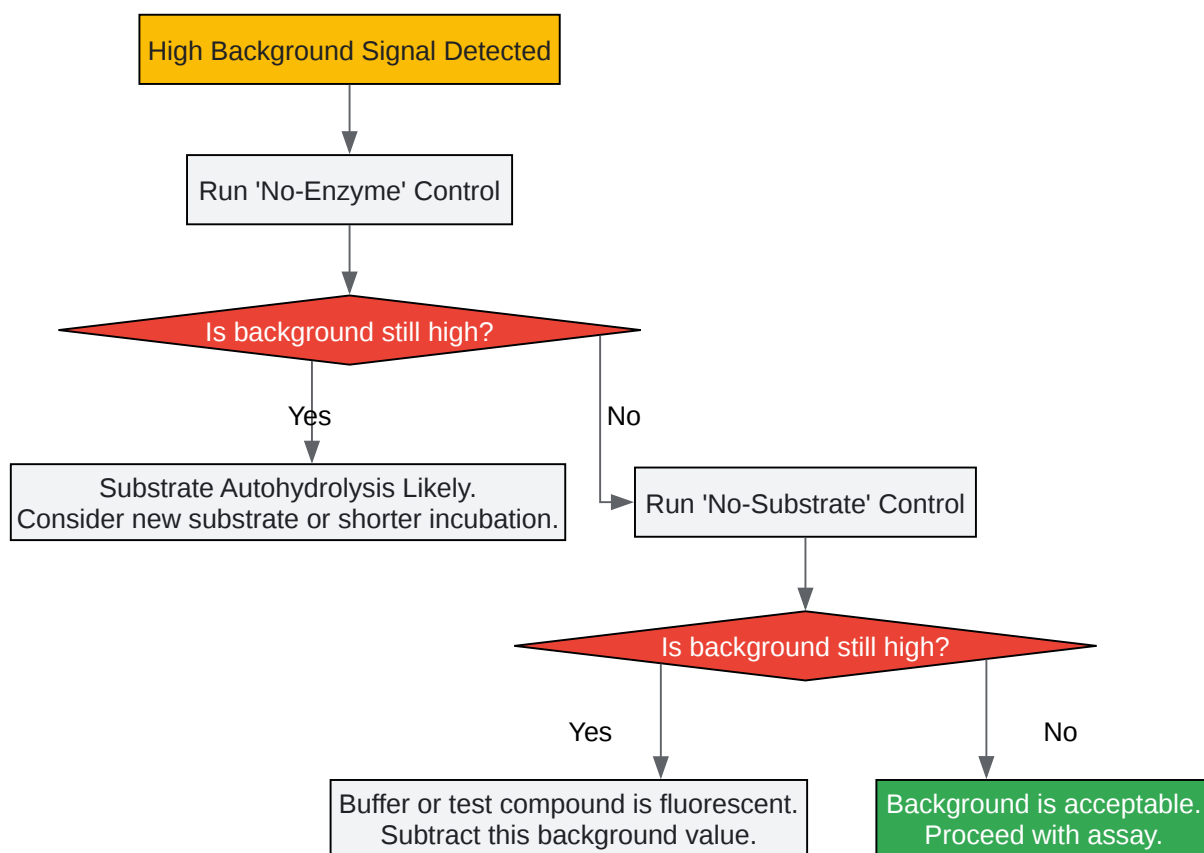 High Background Signal Detected
Run 'No-Enzyme' Control
Is background still high?
Yes
No
Substrate Autohydrolysis Likely.
Consider new substrate or shorter incubation.
Run 'No-Substrate' Control
Is background still high?
Yes
No
Buffer or test compound is fluorescent.
Subtract this background value.
Background is acceptable.
Proceed with assay.